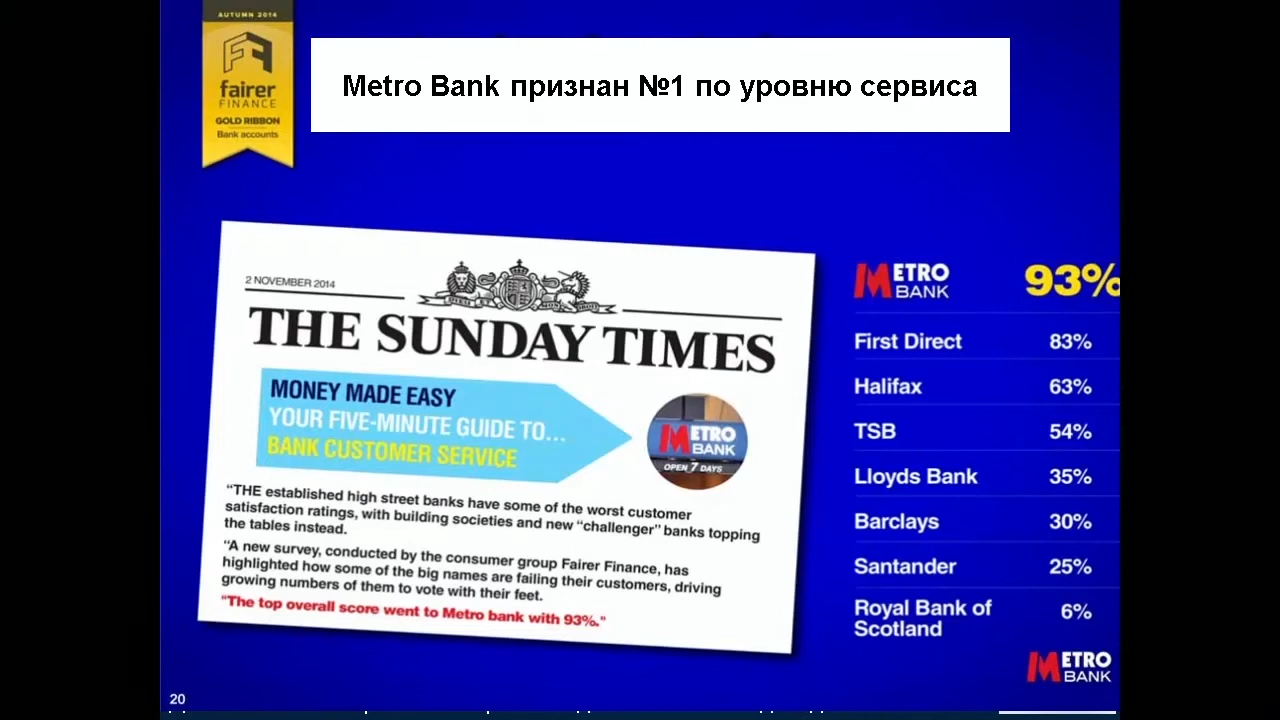 AUTUMN 2014
fairer
FINANCE
GOLD RIBBON
Bank accounts
Metro Bank признан №1 по уровню сервиса
2 NOVEMBER 2014
THE SUNDAY TIMES
MONEY MADE EASY
YOUR FIVE-MINUTE GUIDE TO...
BANK CUSTOMER SERVICE
METRO
BANK
OPEN 7 DAYS
“THE established high street banks have some of the worst customer
satisfaction ratings, with building societies and new “challenger” banks topping
the tables instead.
“A new survey, conducted by the consumer group Fairer Finance, has
highlighted how some of the big names are failing their customers, driving
growing numbers of them to vote with their feet.
"The top overall score went to Metro bank with 93%."
METRO
BANK 93%
First Direct 83%
Halifax 63%
TSB 54%
Lloyds Bank 35%
Barclays 30%
Santander 25%
Royal Bank of
Scotland 6%
METRO
BANK
20